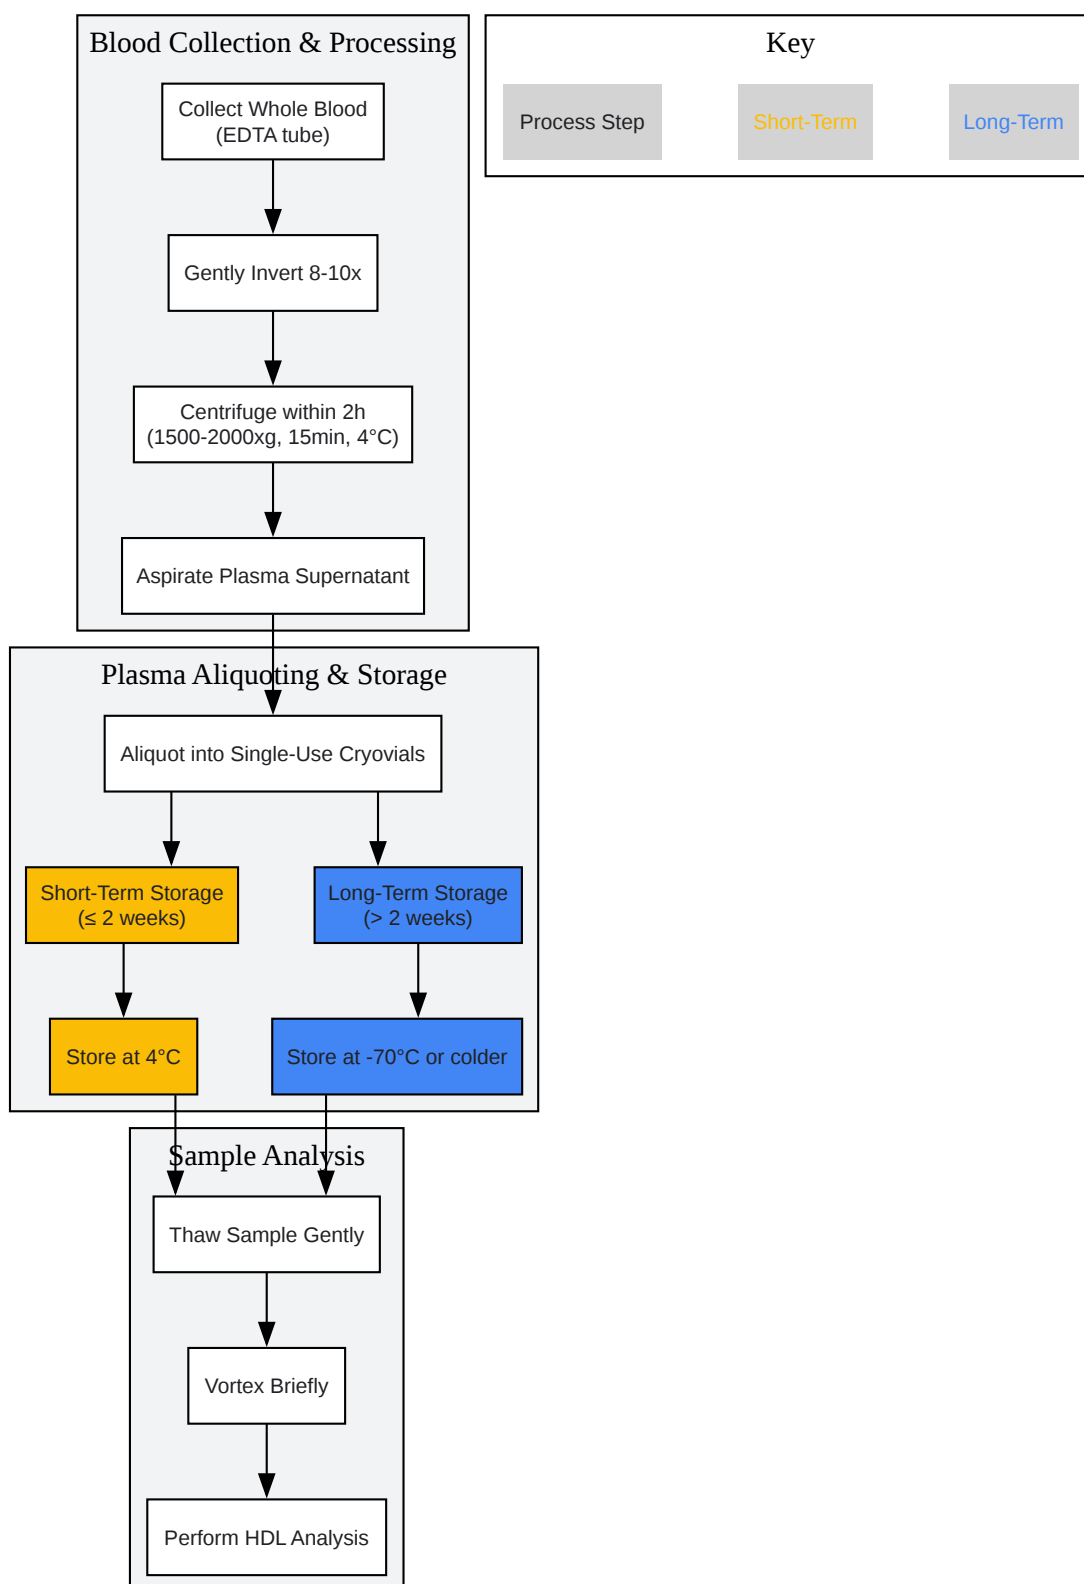 Blood Collection & Processing
Collect Whole Blood
(EDTA tube)
Gently Invert 8-10x
Centrifuge within 2h
(1500-2000xg, 15min, 4°C)
Aspirate Plasma Supernatant
Key
Process Step
Short-Term
Long-Term
Plasma Aliquoting & Storage
Aliquot into Single-Use Cryovials
Short-Term Storage
(≤ 2 weeks)
Long-Term Storage
(> 2 weeks)
Store at 4°C
Store at -70°C or colder
Sample Analysis
Thaw Sample Gently
Vortex Briefly
Perform HDL Analysis